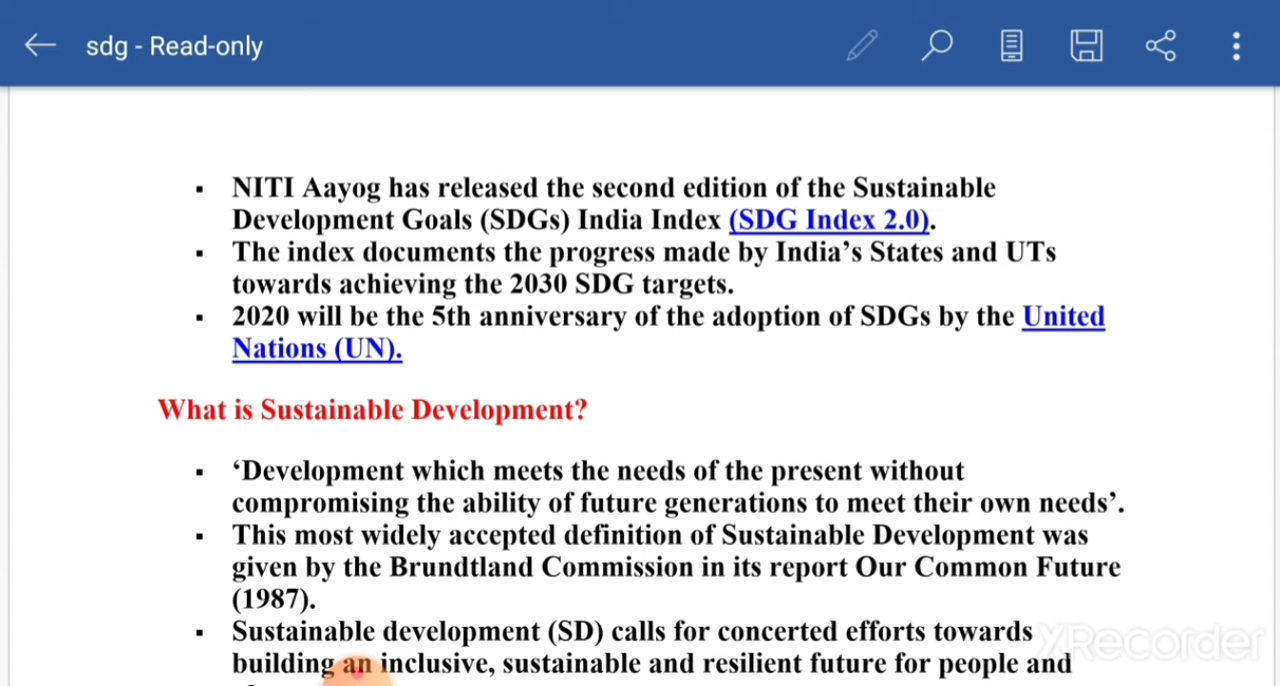 sdg - Read-only
▪ NITI Aayog has released the second edition of the Sustainable
Development Goals (SDGs) India Index (SDG Index 2.0).
▪ The index documents the progress made by India's States and UTs
towards achieving the 2030 SDG targets.
▪ 2020 will be the 5th anniversary of the adoption of SDGs by the United
Nations (UN).
What is Sustainable Development?
▪ ‘Development which meets the needs of the present without
compromising the ability of future generations to meet their own needs’.
▪ This most widely accepted definition of Sustainable Development was
given by the Brundtland Commission in its report Our Common Future
(1987).
▪ Sustainable development (SD) calls for concerted efforts towards
building an inclusive, sustainable and resilient future for people and
XRecorder